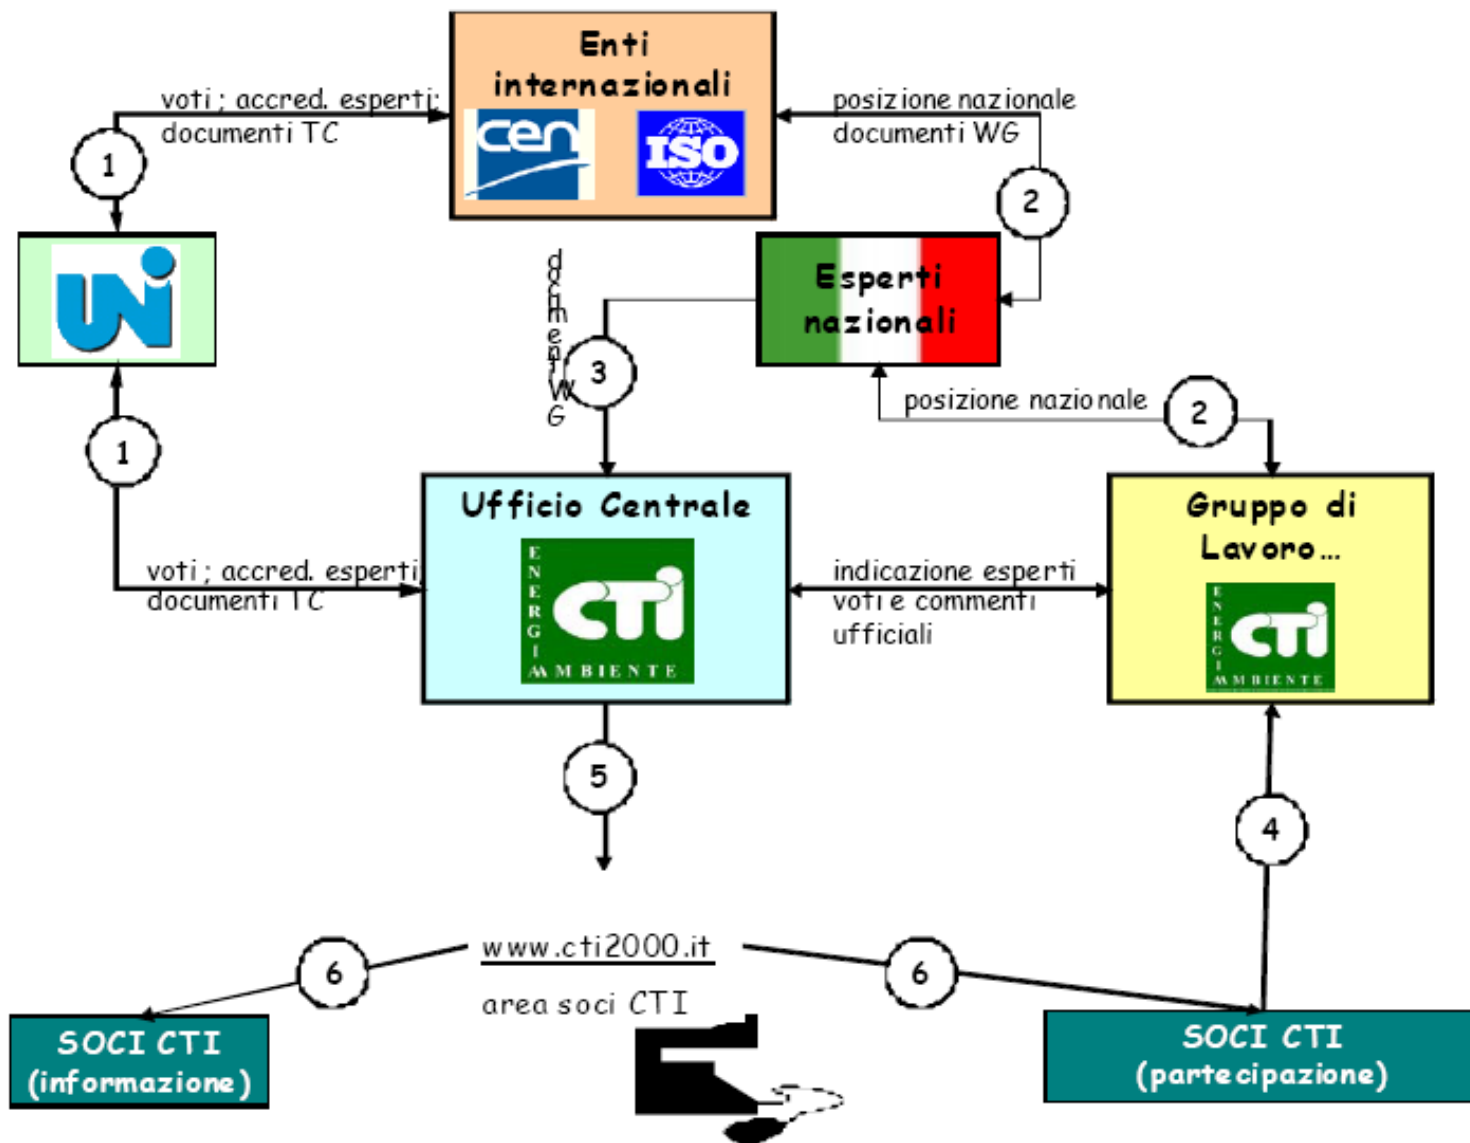 Enti
internazionali
cen
ISO
voti ; accred. esperti;
documenti TC
posizione nazionale
documenti WG
1
2
UNI
Esperti
nazionali
documenti WG
3
posizione nazionale
2
1
Ufficio Centrale
ENERGIA
CTI
AMBIENTE
Gruppo di
Lavoro...
ENERGIA
CTI
AMBIENTE
voti ; accred. esperti;
documenti TC
indicazione esperti
voti e commenti
ufficiali
5
4
6
www.cti2000.it
6
area soci CTI
SOCI CTI
(informazione)
SOCI CTI
(partecipazione)